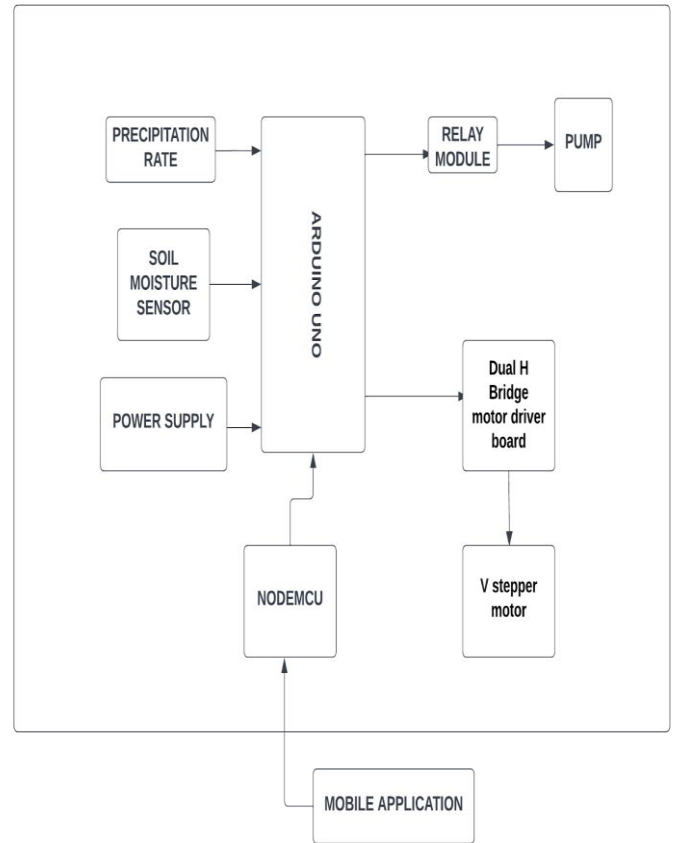 PRECIPITATION
RATE
RELAY
MODULE
PUMP
SOIL
MOISTURE
SENSOR
ARDUINO UNO
POWER SUPPLY
Dual H
Bridge
motor driver
board
NODEMCU
V stepper
motor
MOBILE APPLICATION